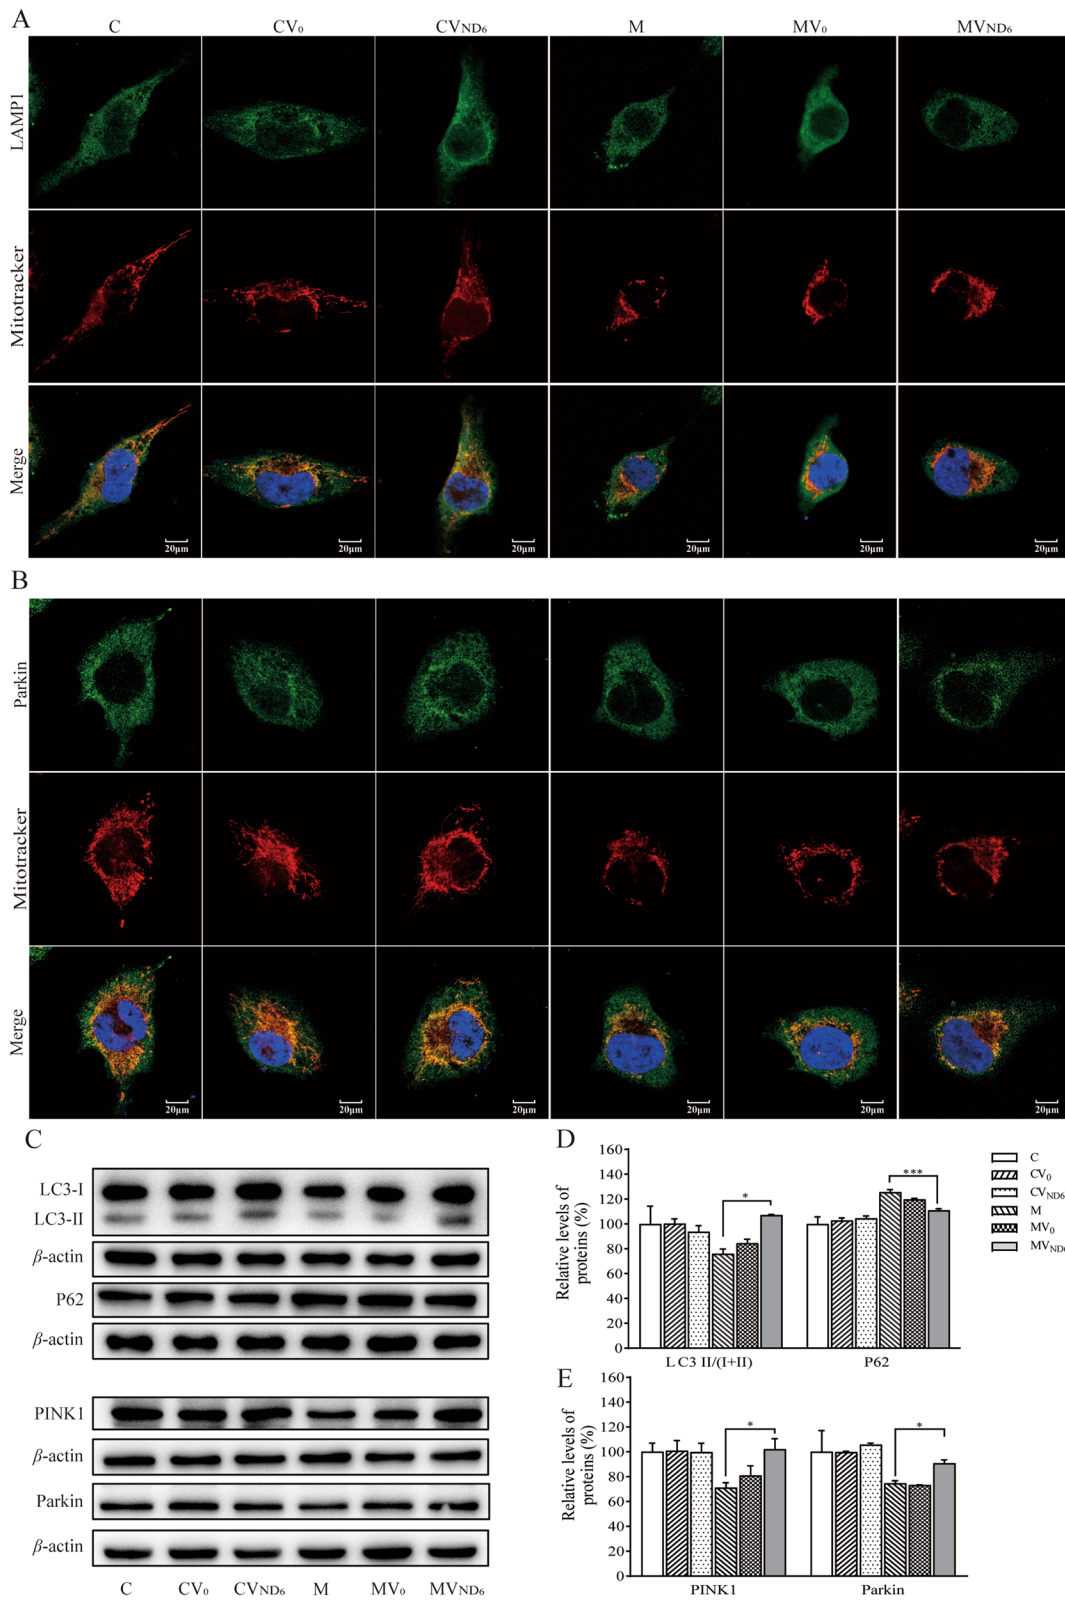 A
C CV₀ CVND₆ M MV₀ MVND₆
LAMP1
Mitotracker
Merge
20μm 20μm 20μm 20μm 20μm 20μm
B
Parkin
Mitotracker
Merge
20μm 20μm 20μm 20μm 20μm 20μm
C
LC3-I
LC3-II
β-actin
P62
β-actin
PINK1
β-actin
Parkin
β-actin
C CV₀ CVND₆ M MV₀ MVND₆
D
Relative levels of
proteins (%)
160
140
120
100
80
60
40
20
0
*
***
L C3 II/(I+II) P62
C
CV₀
CVND6
M
MV₀
MVND6
E
Relative levels of
proteins (%)
160
140
120
100
80
60
40
20
0
*
*
PINK1 Parkin